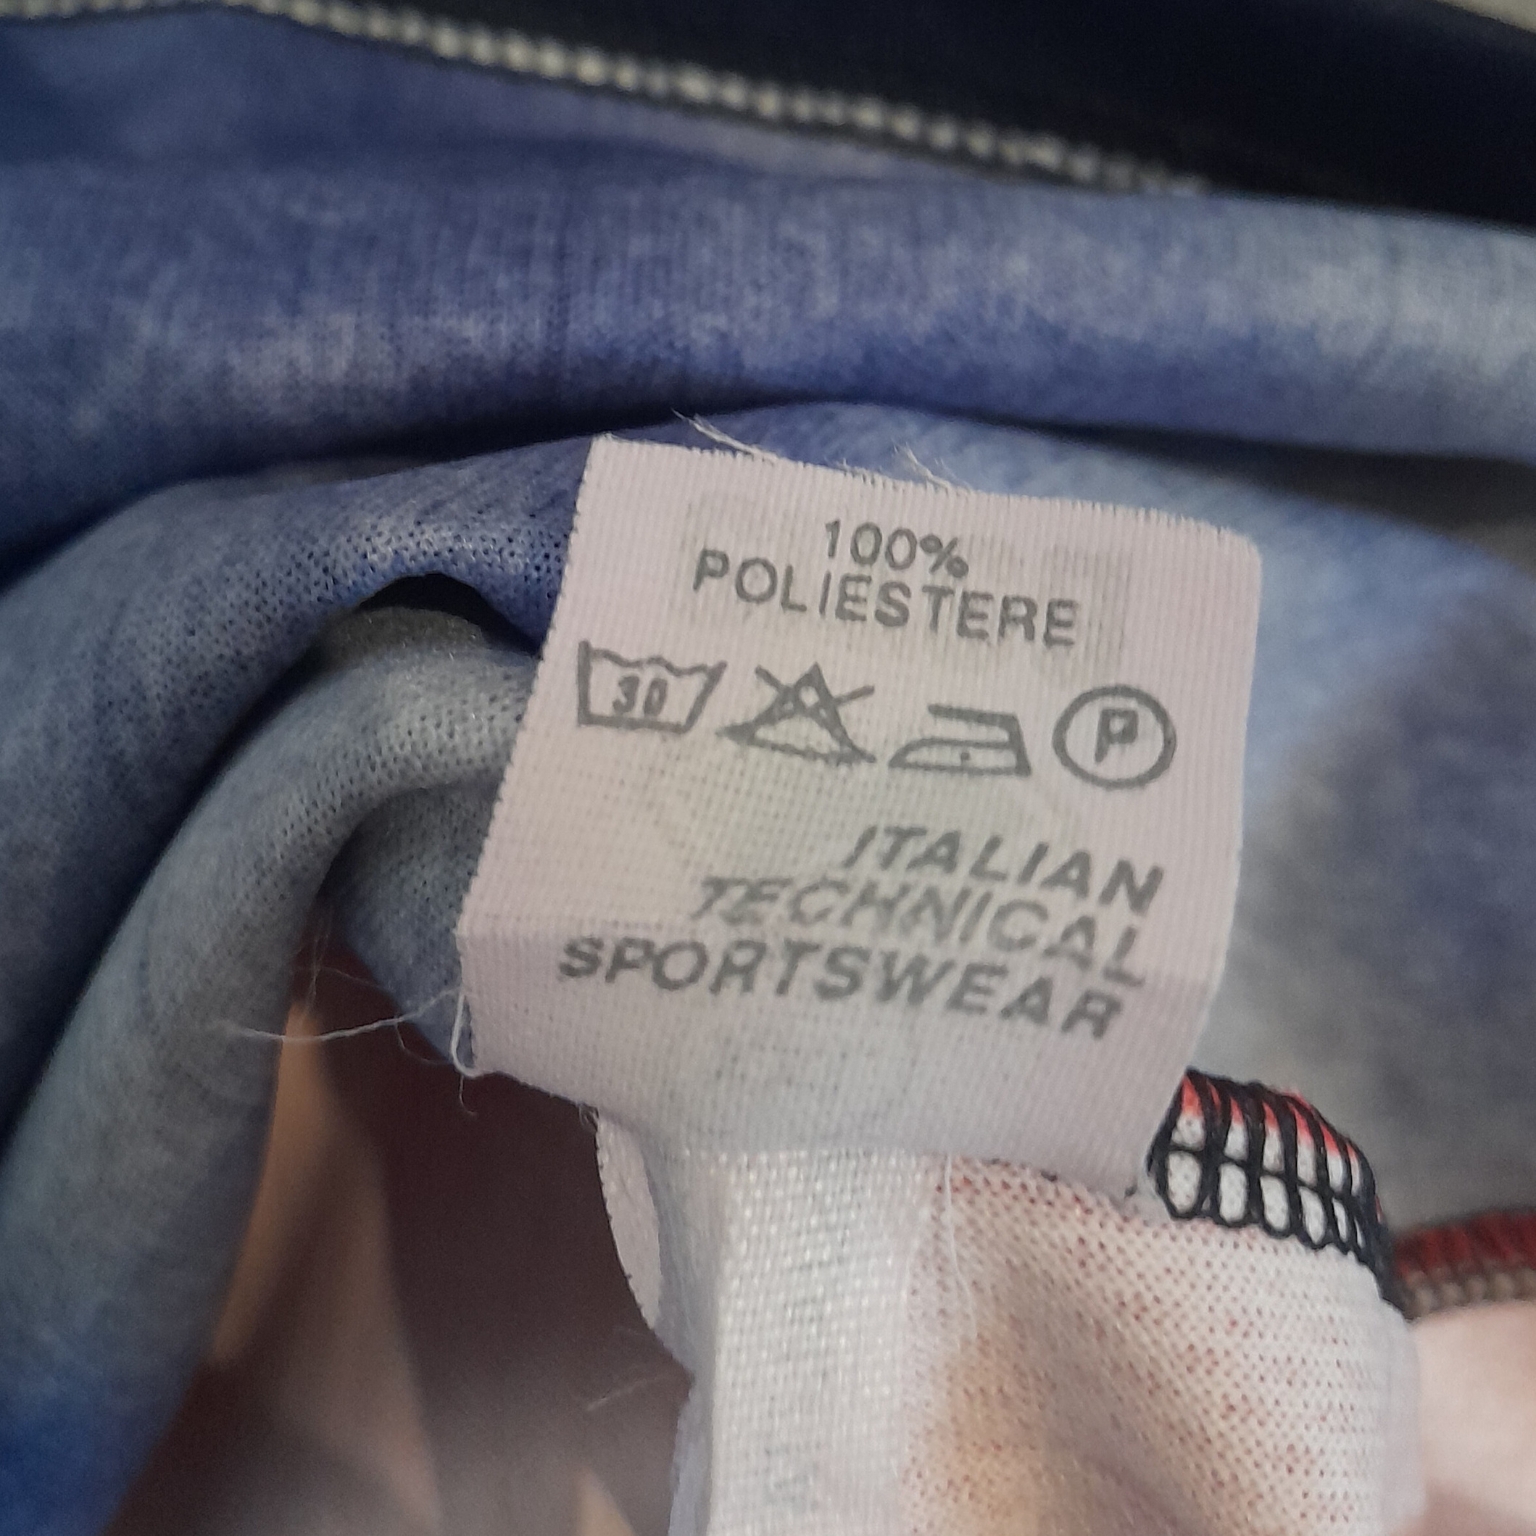 100%
POLIESTERE
30 P
ITALIAN
TECHNICAL
SPORTSWEAR